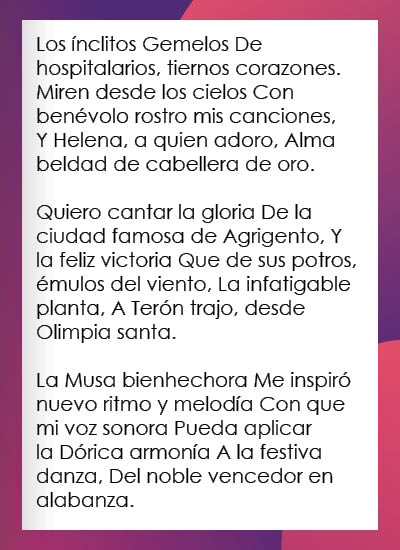 Los ínclitos Gemelos De
hospitalarios, tiernos corazones.
Miren desde los cielos Con
benévolo rostro mis canciones,
Y Helena, a quien adoro, Alma
beldad de cabellera de oro.

Quiero cantar la gloria De la
ciudad famosa de Agrigento, Y
la feliz victoria Que de sus potros,
émulos del viento, La infatigable
planta, A Terón trajo, desde
Olimpia santa.

La Musa bienhechora Me inspiró
nuevo ritmo y melodía Con que
mi voz sonora Pueda aplicar
la Dórica armonía A la festiva
danza, Del noble vencedor en
alabanza.